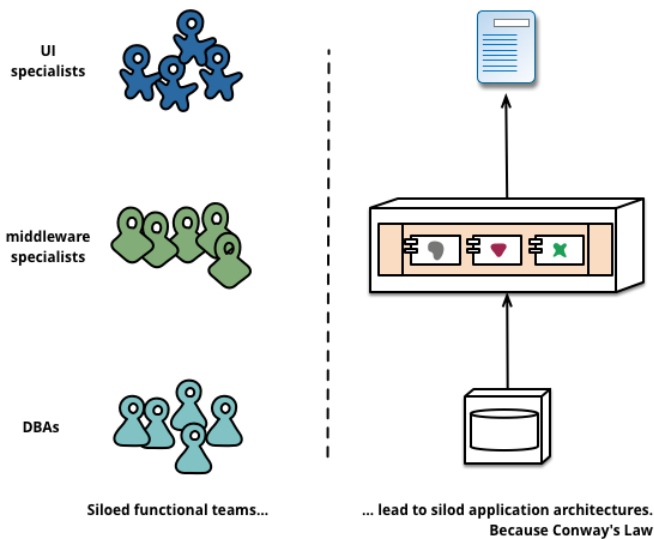 UI
specialists
middleware
specialists
DBAs
Siloed functional teams...
... lead to silod application architectures.
Because Conway's Law